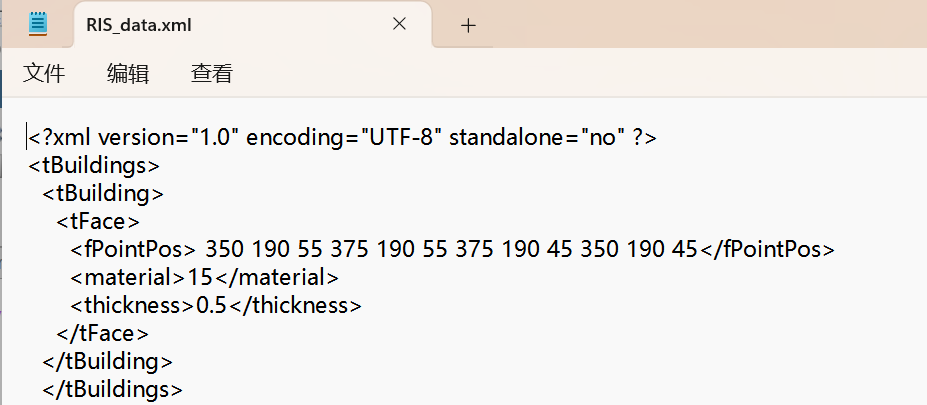 RIS_data.xml
文件 编辑 查看
<?xml version="1.0" encoding="UTF-8" standalone="no" ?>
<tBuildings>
<tBuilding>
<tFace>
<fPointPos> 350 190 55 375 190 55 375 190 45 350 190 45</fPointPos>
<material>15</material>
<thickness>0.5</thickness>
</tFace>
</tBuilding>
</tBuildings>